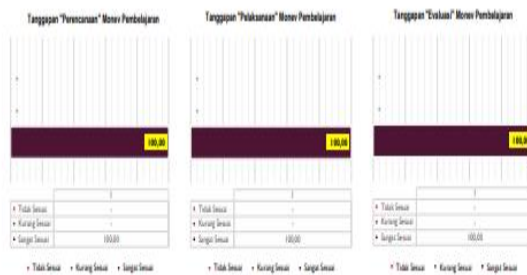 Tanggapan "Perencanaan" Monev Pembelajaran
100,00
1
Tidak Sesuai -
Kurang Sesuai -
Sangat Sesuai 100,00
Tidak Sesuai Kurang Sesuai Sangat Sesuai
Tanggapan "Pelaksanaan" Monev Pembelajaran
100,00
1
Tidak Sesuai -
Kurang Sesuai -
Sangat Sesuai 100,00
Tidak Sesuai Kurang Sesuai Sangat Sesuai
Tanggapan "Evaluasi" Monev Pembelajaran
100,00
1
Tidak Sesuai -
Kurang Sesuai -
Sangat Sesuai 100,00
Tidak Sesuai Kurang Sesuai Sangat Sesuai